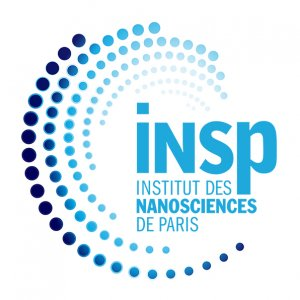 insp
INSTITUT DES
NANOSCIENCES
DE PARIS